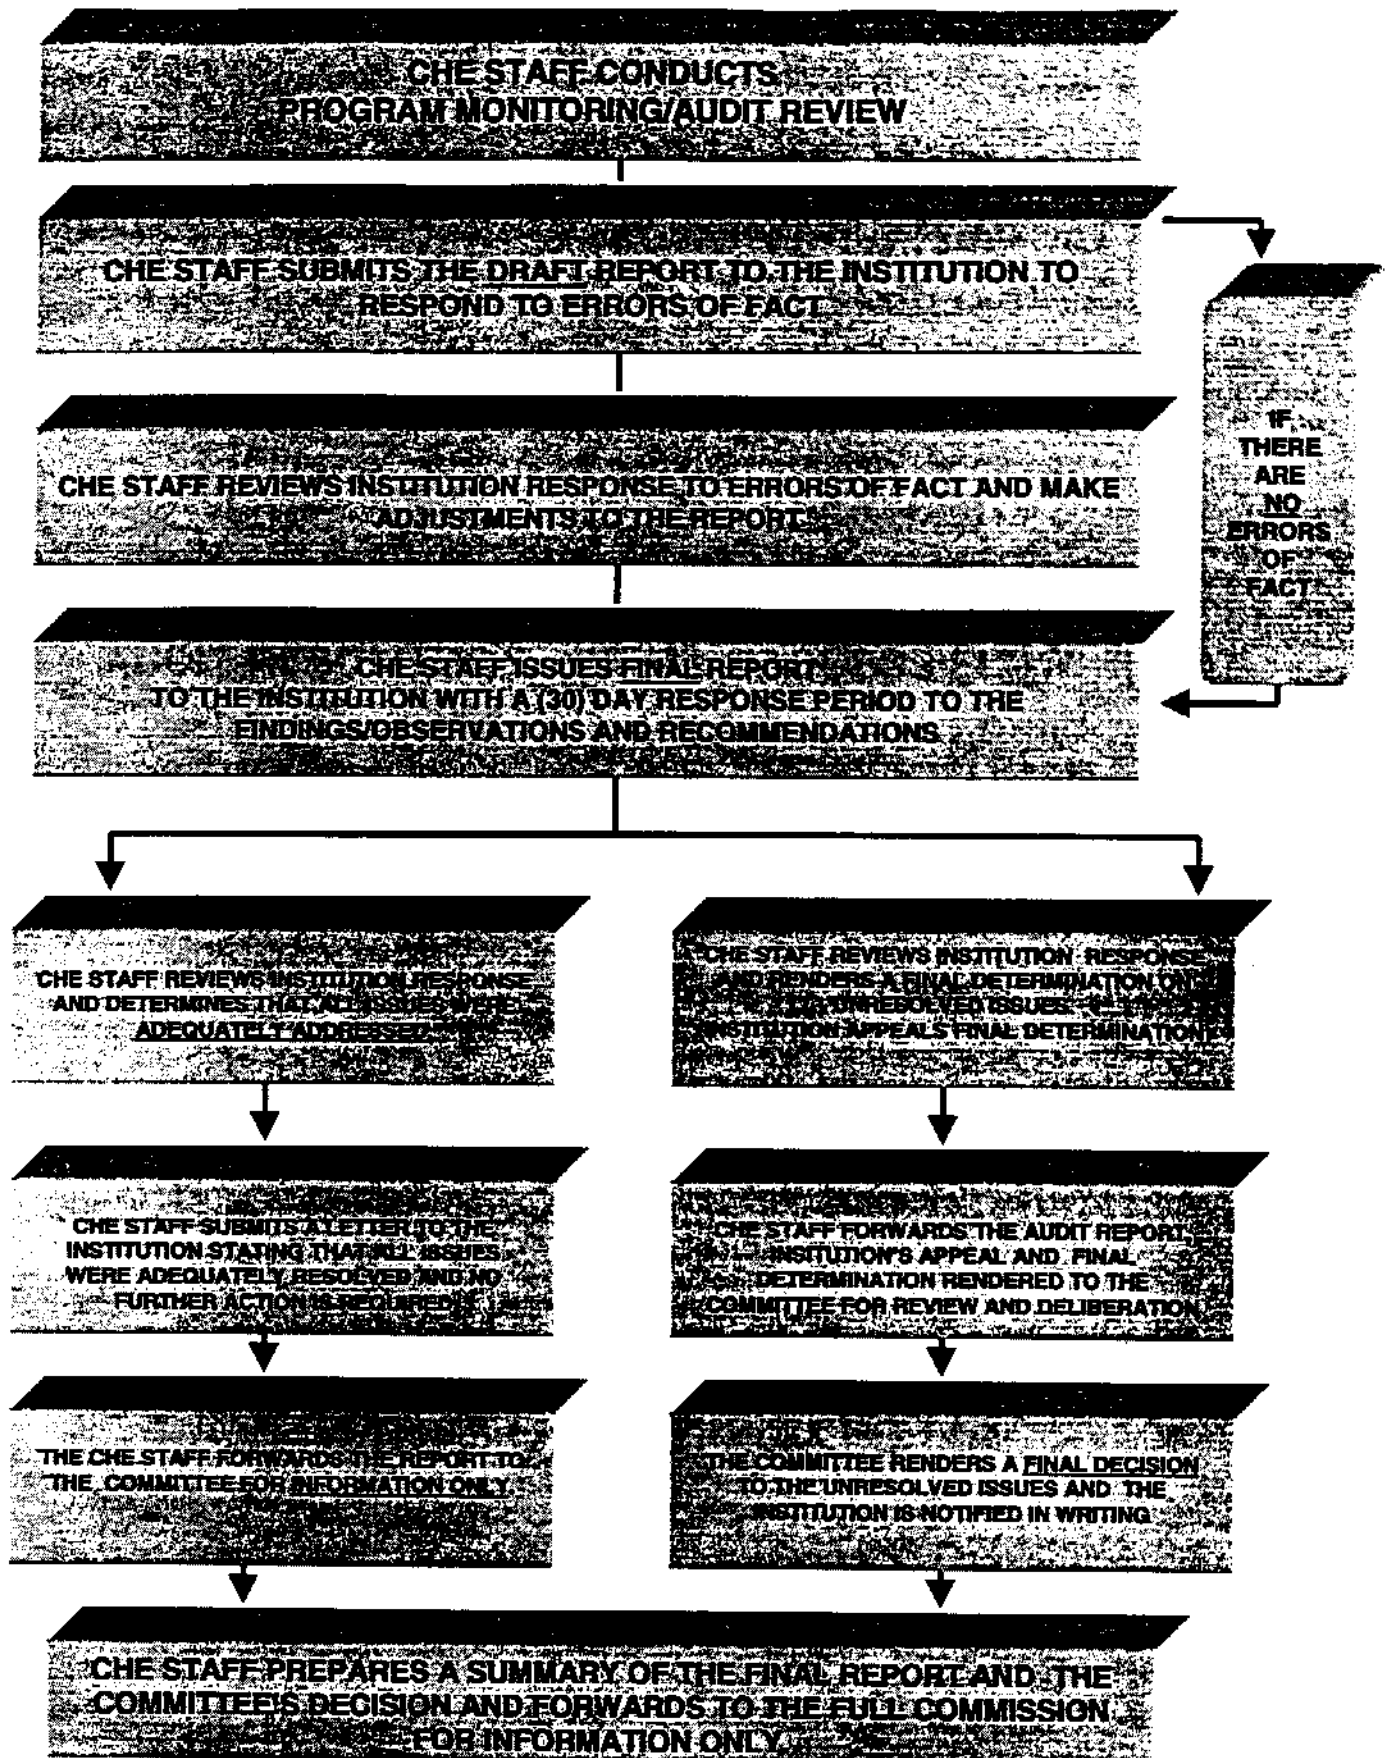 CHE STAFF CONDUCTS
PROGRAM MONITORING/AUDIT REVIEW
CHE STAFF SUBMITS THE DRAFT REPORT TO THE INSTITUTION TO
RESPOND TO ERRORS OF FACT
IF
THERE
ARE
NO
ERRORS
OF
FACT
CHE STAFF REVIEWS INSTITUTION RESPONSE TO ERRORS OF FACT AND MAKE
ADJUSTMENTS TO THE REPORT
CHE STAFF ISSUES FINAL REPORT
TO THE INSTITUTION WITH A (30) DAY RESPONSE PERIOD TO THE
FINDINGS/OBSERVATIONS AND RECOMMENDATIONS
CHE STAFF REVIEWS INSTITUTION RESPONSE
AND DETERMINES THAT ALL ISSUES WERE
ADEQUATELY ADDRESSED
CHE STAFF SUBMITS A LETTER TO THE
INSTITUTION STATING THAT ALL ISSUES
WERE ADEQUATELY RESOLVED AND NO
FURTHER ACTION IS REQUIRED
THE CHE STAFF FORWARDS THE REPORT TO
THE COMMITTEE FOR INFORMATION ONLY
CHE STAFF REVIEWS INSTITUTION RESPONSE
AND RENDERS A FINAL DETERMINATION ON
UNRESOLVED ISSUES
INSTITUTION APPEALS FINAL DETERMINATION
CHE STAFF FORWARDS THE AUDIT REPORT
INSTITUTION'S APPEAL AND FINAL
DETERMINATION RENDERED TO THE
COMMITTEE FOR REVIEW AND DELIBERATION
THE COMMITTEE RENDERS A FINAL DECISION
TO THE UNRESOLVED ISSUES AND THE
INSTITUTION IS NOTIFIED IN WRITING
CHE STAFF PREPARES A SUMMARY OF THE FINAL REPORT AND THE
COMMITTEE'S DECISION AND FORWARDS TO THE FULL COMMISSION
FOR INFORMATION ONLY